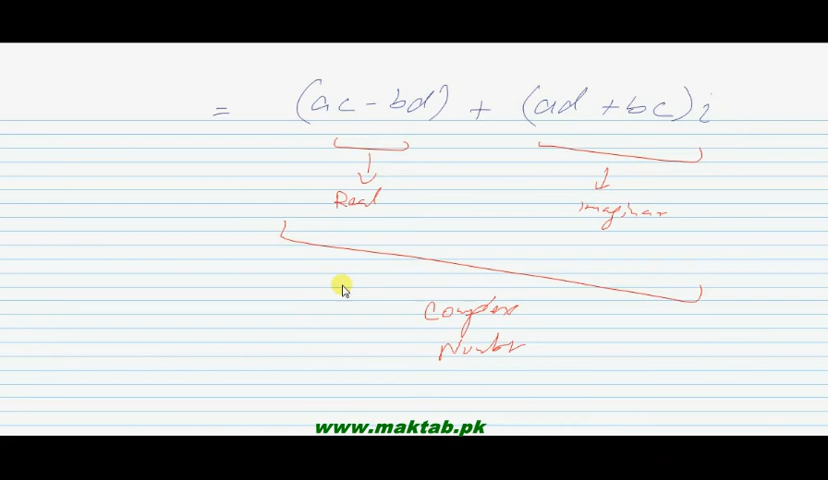 = (ac - bd) + (ad + bc)i
Real
imaginar
Complex
Number
www.maktab.pk